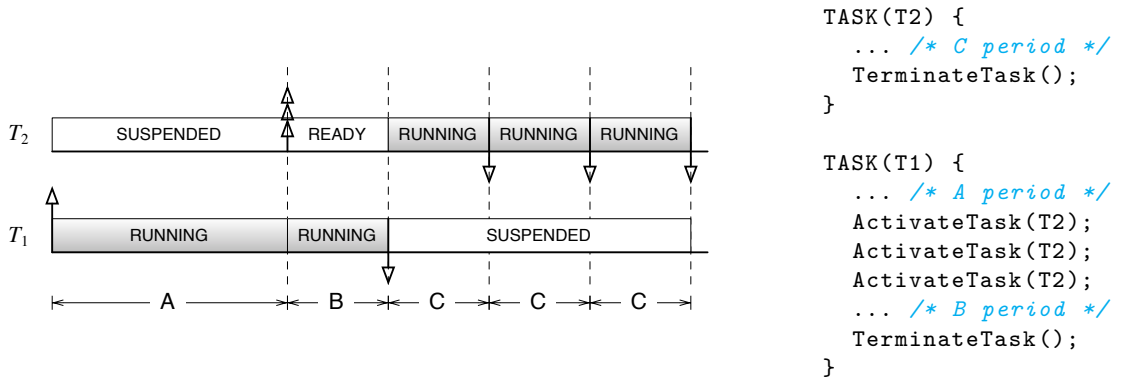 T2 SUSPENDED READY RUNNING RUNNING RUNNING
T1 RUNNING RUNNING SUSPENDED
A B C C C
TASK(T2) {
... /* C period */
TerminateTask();
}
TASK(T1) {
... /* A period */
ActivateTask(T2);
ActivateTask(T2);
ActivateTask(T2);
... /* B period */
TerminateTask();
}